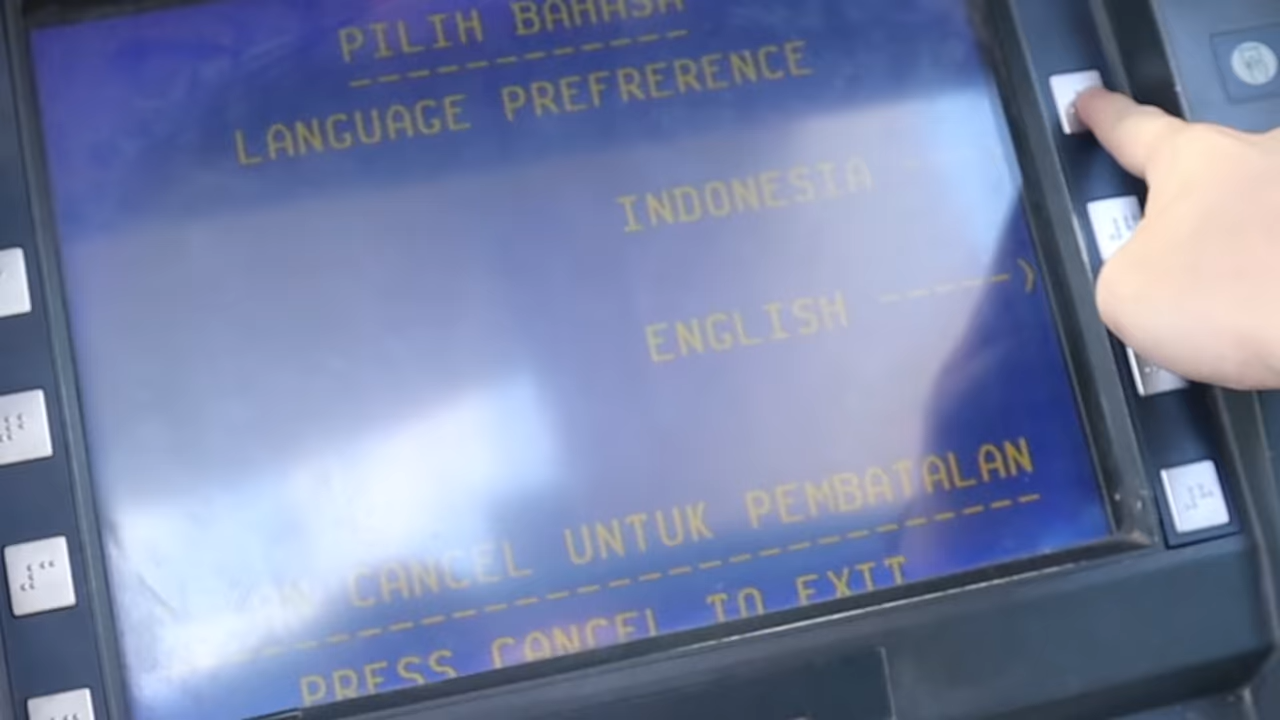 PILIH BAHASA
LANGUAGE PREFRERENCE
INDONESIA -
ENGLISH ----->
CANCEL UNTUK PEMBATALAN
PRESS CANCEL TO EXIT